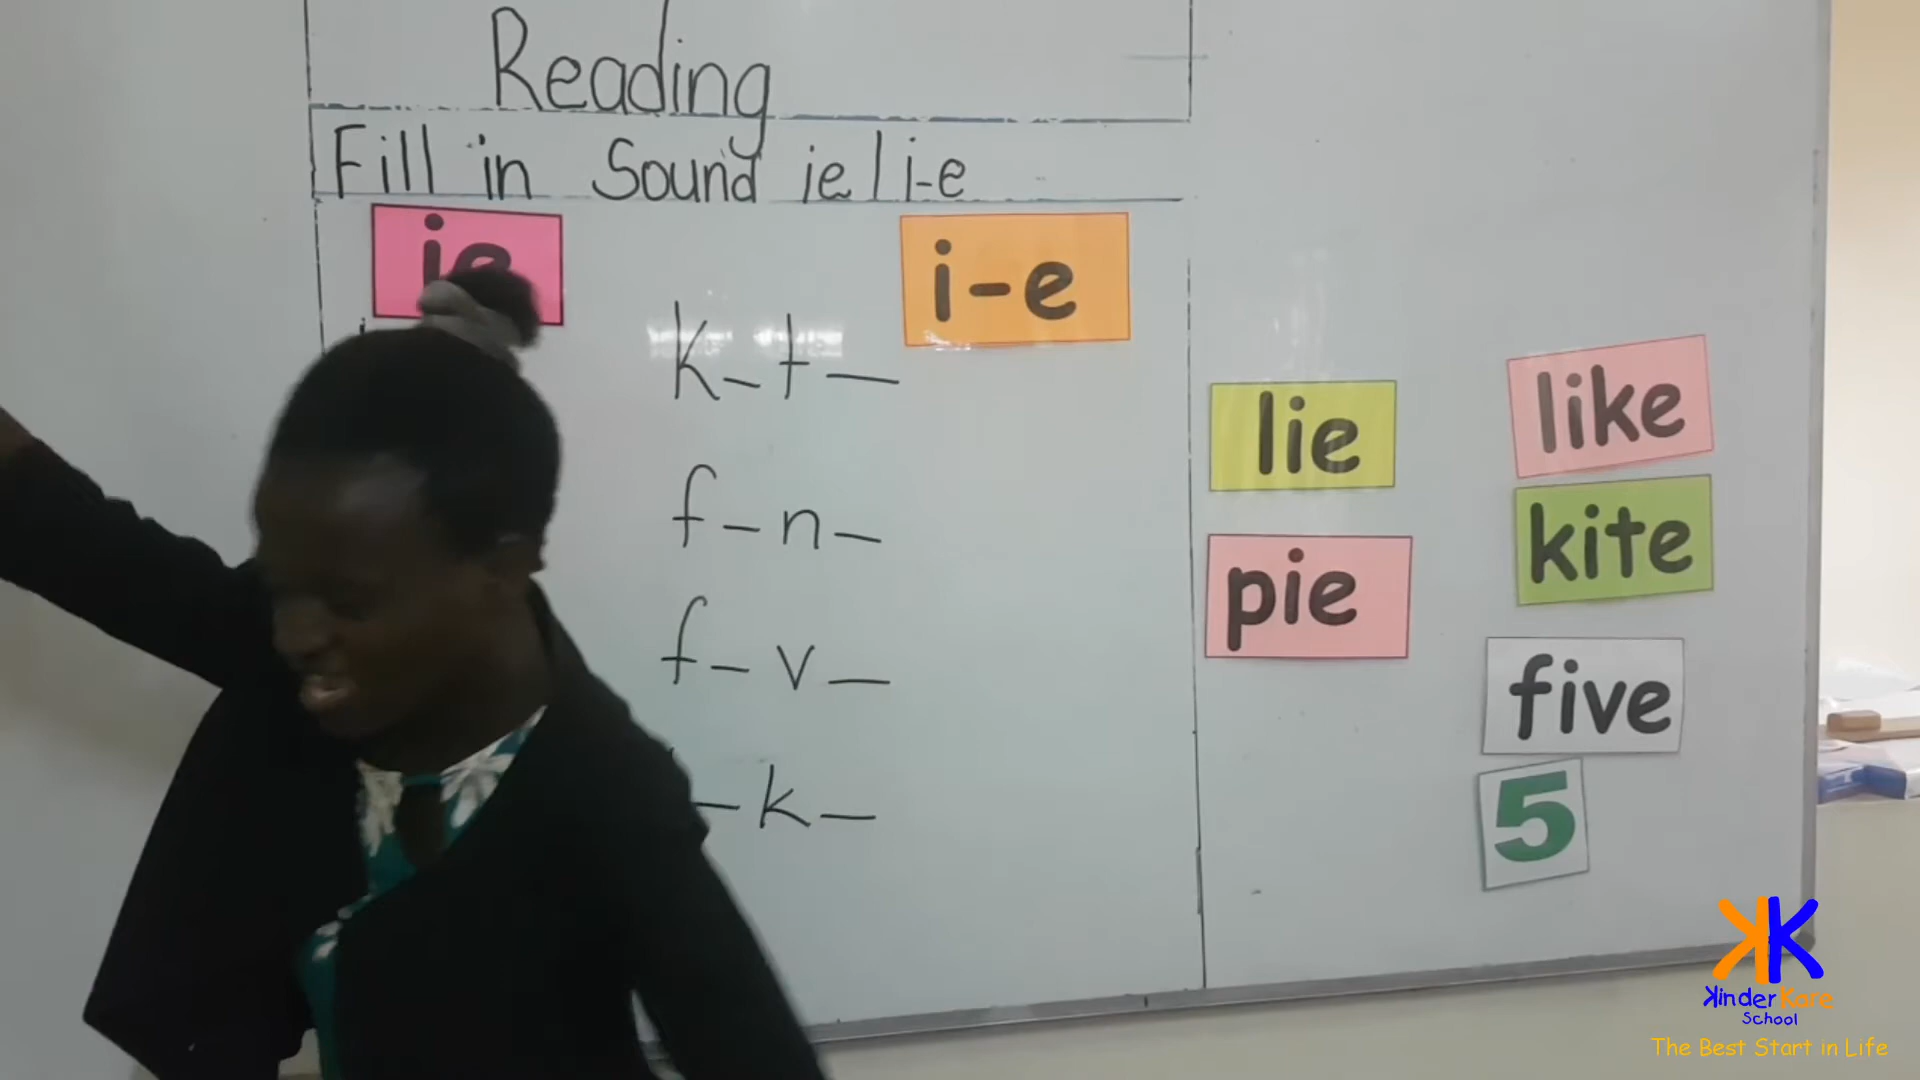 Reading
Fill in Sound ie/i-e
ie
i-e
k_t_
f_n_
f_v_
_k_
lie
like
pie
kite
five
5
KinderKare
School
The Best Start in Life